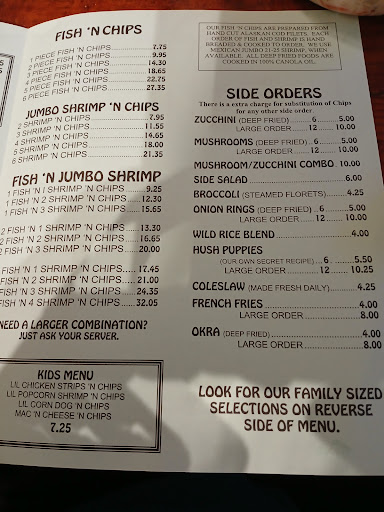 FISH 'N CHIPS
1 PIECE FISH 'N CHIPS 7.75
2 PIECE FISH 'N CHIPS 9.95
3 PIECE FISH 'N CHIPS 14.30
4 PIECE FISH 'N CHIPS 18.65
5 PIECE FISH 'N CHIPS 22.75
6 PIECE FISH 'N CHIPS 27.35
JUMBO SHRIMP 'N CHIPS
2 SHRIMP 'N CHIPS 7.95
3 SHRIMP 'N CHIPS 11.55
4 SHRIMP 'N CHIPS 14.65
5 SHRIMP 'N CHIPS 18.00
6 SHRIMP 'N CHIPS 21.35
FISH 'N JUMBO SHRIMP
1 FISH 'N 1 SHRIMP 'N CHIPS 9.25
1 FISH 'N 2 SHRIMP 'N CHIPS 12.30
1 FISH 'N 3 SHRIMP 'N CHIPS 15.65
2 FISH 'N 1 SHRIMP 'N CHIPS 13.30
2 FISH 'N 2 SHRIMP 'N CHIPS 16.65
2 FISH 'N 3 SHRIMP 'N CHIPS 20.00
FISH 'N 1 SHRIMP 'N CHIPS 17.45
FISH 'N 2 SHRIMP 'N CHIPS 21.00
FISH 'N 3 SHRIMP 'N CHIPS 24.35
FISH 'N 4 SHRIMP 'N CHIPS 32.05
NEED A LARGER COMBINATION?
JUST ASK YOUR SERVER.
KIDS MENU
LIL CHICKEN STRIPS 'N CHIPS
LIL POPCORN SHRIMP 'N CHIPS
LIL CORN DOG 'N CHIPS
MAC 'N CHEESE 'N CHIPS
7.25
OUR FISH 'N CHIPS ARE PREPARED FROM
HAND CUT ALASKAN COD FILETS. EACH
ORDER OF FISH AND SHRIMP IS HAND
BREADED & COOKED TO ORDER. WE USE
MEXICAN JUMBO 21-25 SHRIMP, WHEN
AVAILABLE. ALL DEEP FRIED FOODS ARE
COOKED IN 100% CANOLA OIL.
SIDE ORDERS
There is a extra charge for substitution of Chips
for any other side order.
ZUCCHINI (DEEP FRIED) 6 5.00
LARGE ORDER 12 10.00
MUSHROOMS (DEEP FRIED) 6 5.00
LARGE ORDER 12 10.00
MUSHROOM/ZUCCHINI COMBO 10.00
SIDE SALAD 6.00
BROCCOLI (STEAMED FLORETS) 4.25
ONION RINGS (DEEP FRIED) 6 5.00
LARGE ORDER 12 10.00
WILD RICE BLEND 4.00
HUSH PUPPIES
(OUR OWN SECRET RECIPE) 6 5.50
LARGE ORDER 12 10.25
COLESLAW (MADE FRESH DAILY) 4.25
FRENCH FRIES 4.00
LARGE ORDER 8.00
OKRA (DEEP FRIED) 4.00
LARGE ORDER 8.00
LOOK FOR OUR FAMILY SIZED
SELECTIONS ON REVERSE
SIDE OF MENU.